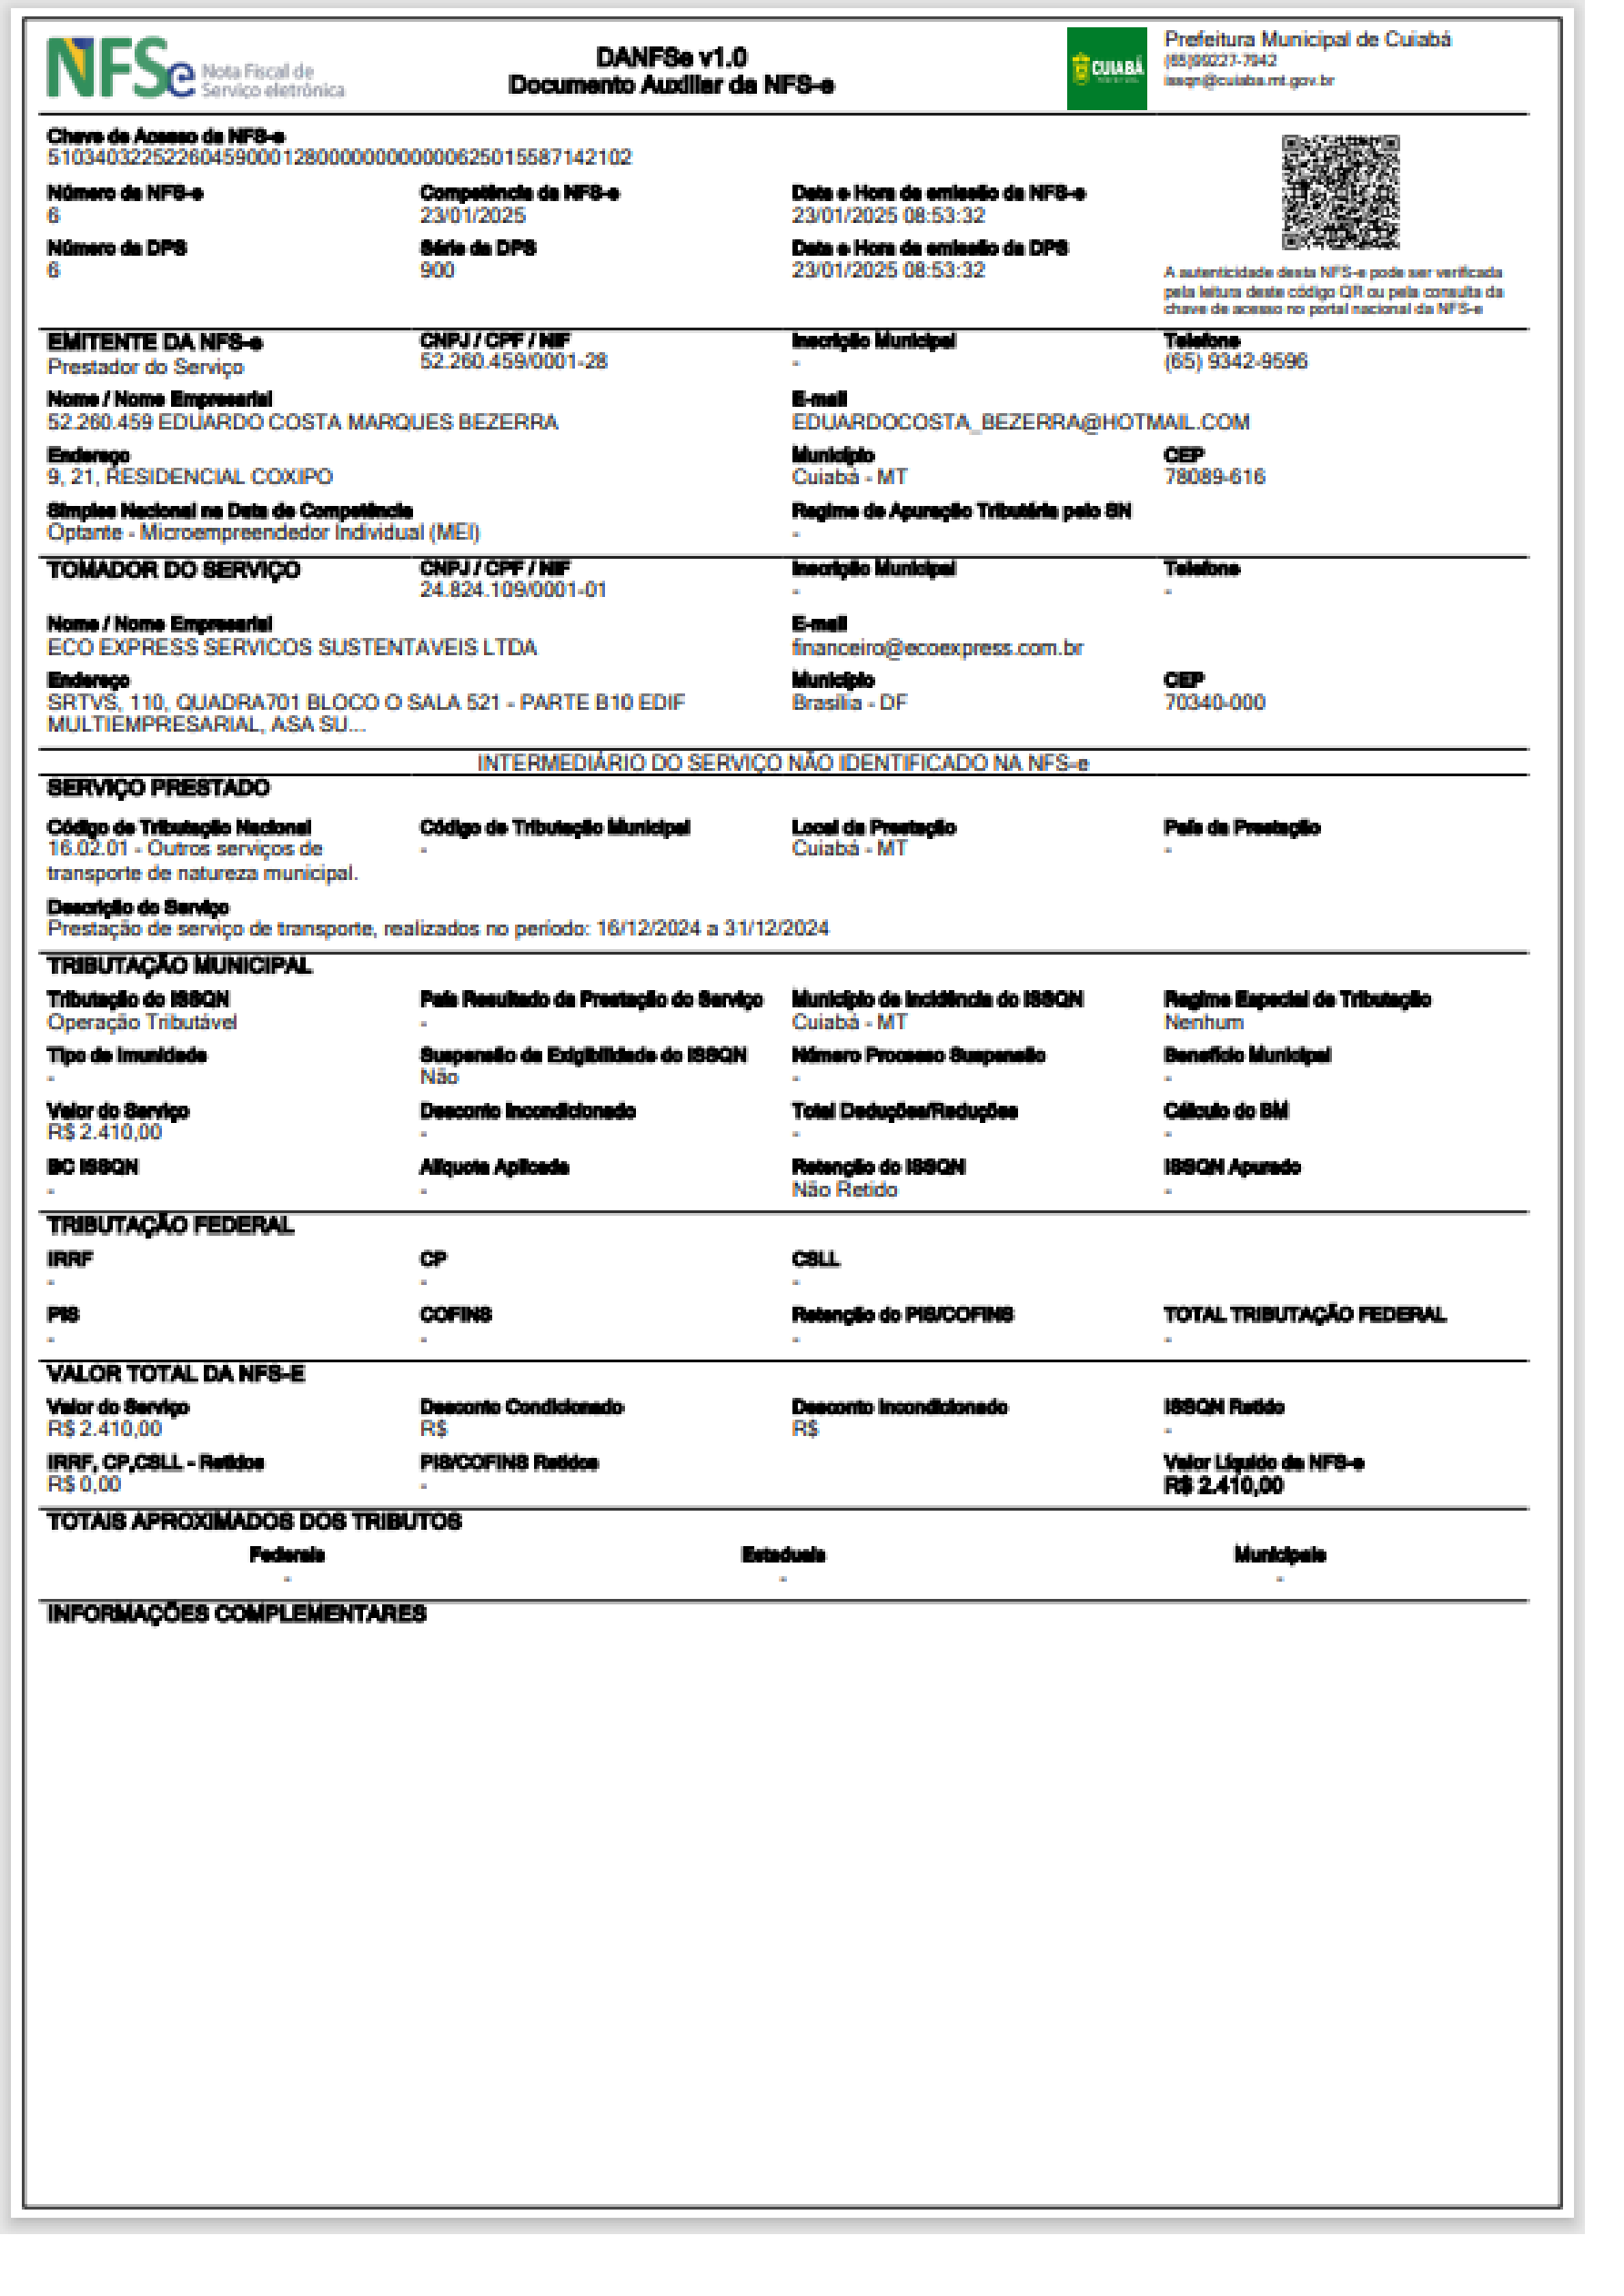 NFSe Nota Fiscal de
Serviço eletrônica
DANFSe v1.0
Documento Auxiliar da NFS-e
CUIABÁ
Prefeitura Municipal de Cuiabá
(65)99227-7942
issqn@cuiaba.mt.gov.br
Chave de Acesso da NFS-e
51034032252260459000128000000000000625015587142102
Número da NFS-e Competência da NFS-e Data e Hora da emissão da NFS-e
6 23/01/2025 23/01/2025 08:53:32
Número da DPS Série da DPS Data e Hora da emissão da DPS
6 900 23/01/2025 08:53:32
A autenticidade desta NFS-e pode ser verificada
pela leitura deste código QR ou pela consulta da
chave de acesso no portal nacional da NFS-e
EMITENTE DA NFS-e CNPJ / CPF / NIF Inscrição Municipal Telefone
Prestador do Serviço 52.260.459/0001-28 - (65) 9342-9596
Nome / Nome Empresarial E-mail
52.260.459 EDUARDO COSTA MARQUES BEZERRA EDUARDOCOSTA_BEZERRA@HOTMAIL.COM
Endereço Município CEP
9, 21, RESIDENCIAL COXIPO Cuiabá - MT 78089-616
Simples Nacional na Data de Competência Regime de Apuração Tributária pelo SN
Optante - Microempreendedor Individual (MEI) -
TOMADOR DO SERVIÇO CNPJ / CPF / NIF Inscrição Municipal Telefone
24.824.109/0001-01 - -
Nome / Nome Empresarial E-mail
ECO EXPRESS SERVICOS SUSTENTAVEIS LTDA financeiro@ecoexpress.com.br
Endereço Município CEP
SRTVS, 110, QUADRA701 BLOCO O SALA 521 - PARTE B10 EDIF Brasília - DF 70340-000
MULTIEMPRESARIAL, ASA SU...
INTERMEDIÁRIO DO SERVIÇO NÃO IDENTIFICADO NA NFS-e
SERVIÇO PRESTADO
Código de Tributação Nacional Código de Tributação Municipal Local da Prestação País da Prestação
16.02.01 - Outros serviços de - Cuiabá - MT -
transporte de natureza municipal.
Descrição do Serviço
Prestação de serviço de transporte, realizados no período: 16/12/2024 a 31/12/2024
TRIBUTAÇÃO MUNICIPAL
Tributação do ISSQN País Resultado da Prestação do Serviço Município de Incidência do ISSQN Regime Especial de Tributação
Operação Tributável - Cuiabá - MT Nenhum
Tipo de Imunidade Suspensão da Exigibilidade do ISSQN Número Processo Suspensão Benefício Municipal
- Não - -
Valor do Serviço Desconto Incondicionado Total Deduções/Reduções Cálculo do BM
R$ 2.410,00 - - -
BC ISSQN Alíquota Aplicada Retenção do ISSQN ISSQN Apurado
- - Não Retido -
TRIBUTAÇÃO FEDERAL
IRRF CP CSLL
- - -
PIS COFINS Retenção do PIS/COFINS TOTAL TRIBUTAÇÃO FEDERAL
- - - -
VALOR TOTAL DA NFS-E
Valor do Serviço Desconto Condicionado Desconto Incondicionado ISSQN Retido
R$ 2.410,00 R$ R$ -
IRRF, CP,CSLL - Retidos PIS/COFINS Retidos Valor Líquido da NFS-e
R$ 0,00 - R$ 2.410,00
TOTAIS APROXIMADOS DOS TRIBUTOS
Federais Estaduais Municipais
- - -
INFORMAÇÕES COMPLEMENTARES